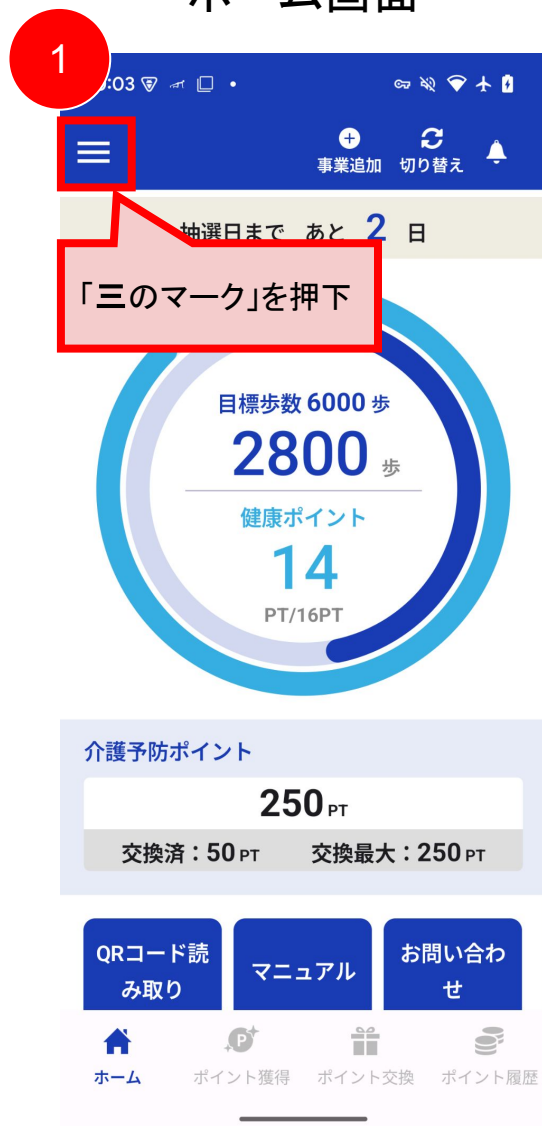 1
:03
事業追加 切り替え
抽選日まで あと 2 日
「三のマーク」を押下
目標歩数 6000 歩
2800 歩
健康ポイント
14
PT/16PT
介護予防ポイント
250 PT
交換済：50 PT 交換最大：250 PT
QRコード読み取り
マニュアル
お問い合わせ
ホーム ポイント獲得 ポイント交換 ポイント履歴